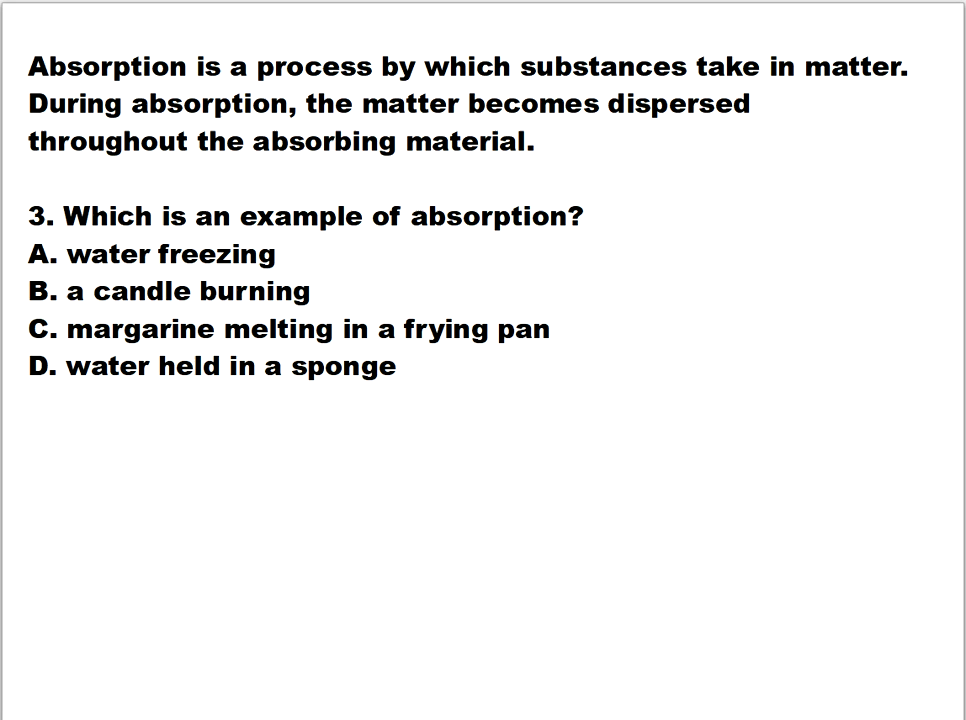 Absorption is a process by which substances take in matter.
During absorption, the matter becomes dispersed
throughout the absorbing material.
3. Which is an example of absorption?
A. water freezing
B. a candle burning
C. margarine melting in a frying pan
D. water held in a sponge